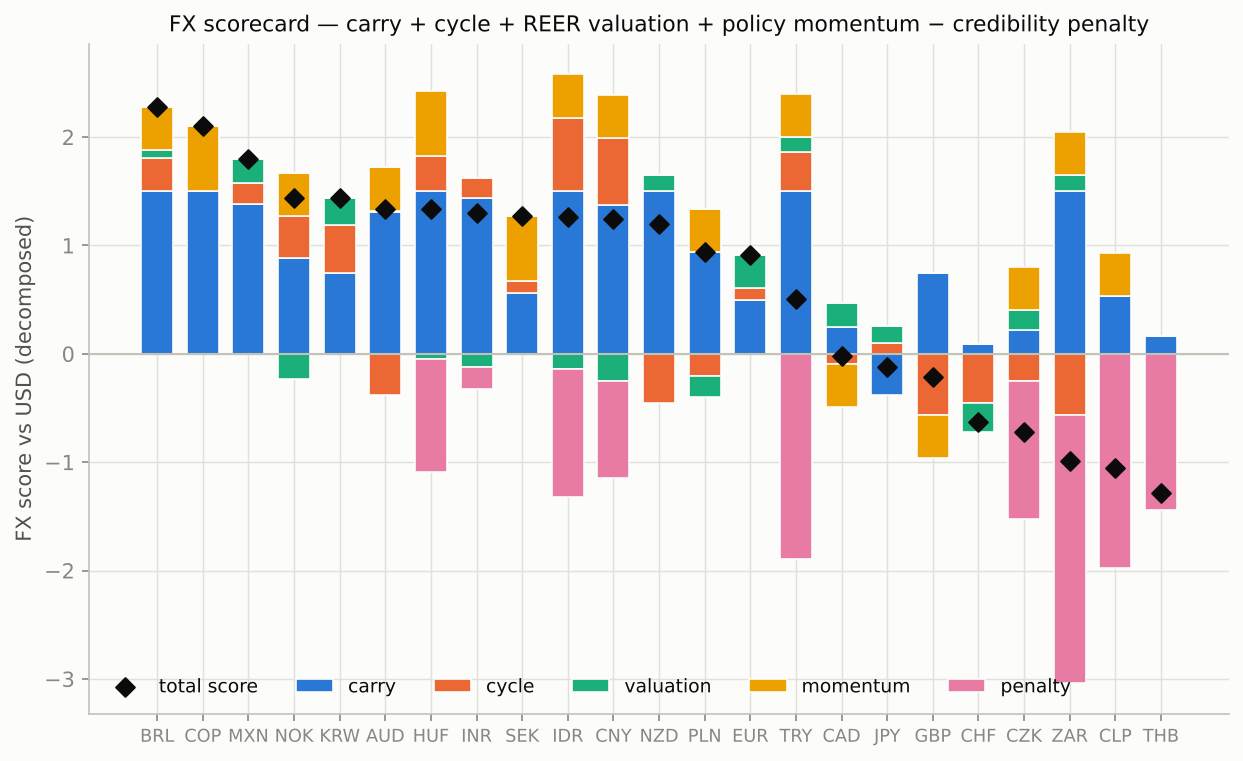 FX scorecard — carry + cycle + REER valuation + policy momentum − credibility penalty
FX score vs USD (decomposed)
2
1
0
−1
−2
−3
total score
carry
cycle
valuation
momentum
penalty
BRL COP MXN NOK KRW AUD HUF INR SEK IDR CNY NZD PLN EUR TRY CAD JPY GBP CHF CZK ZAR CLP THB